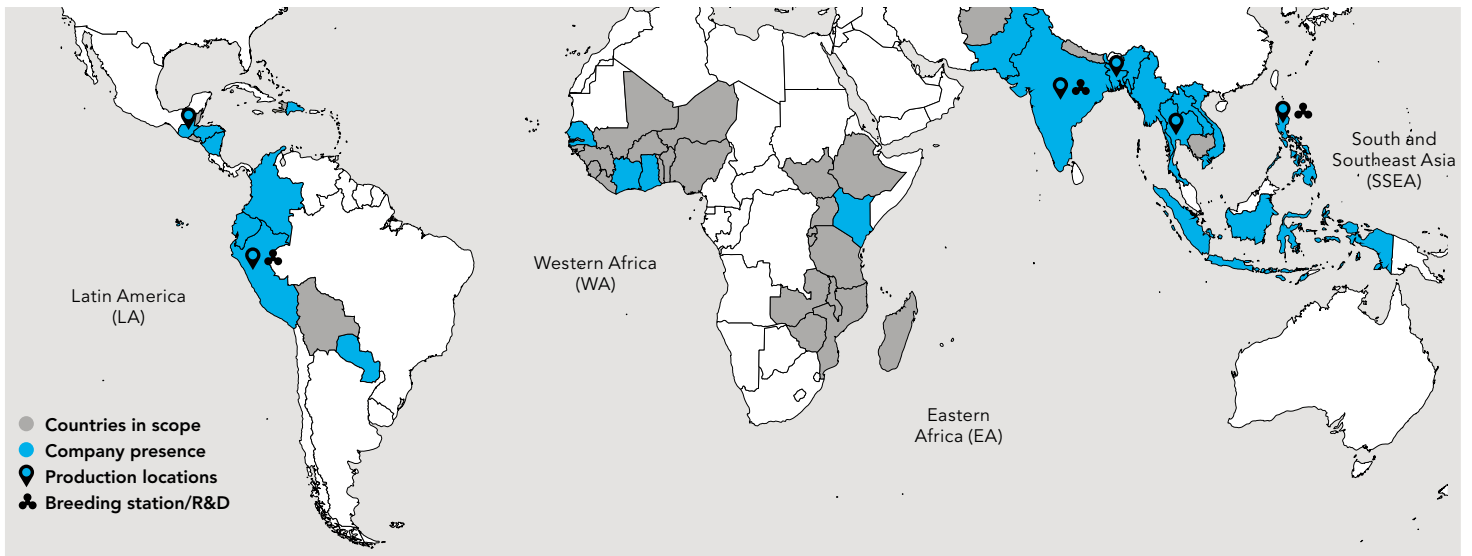 South and
Southeast Asia
(SSEA)
Western Africa
(WA)
Latin America
(LA)
Eastern
Africa (EA)
Countries in scope
Company presence
Production locations
Breeding station/R&D